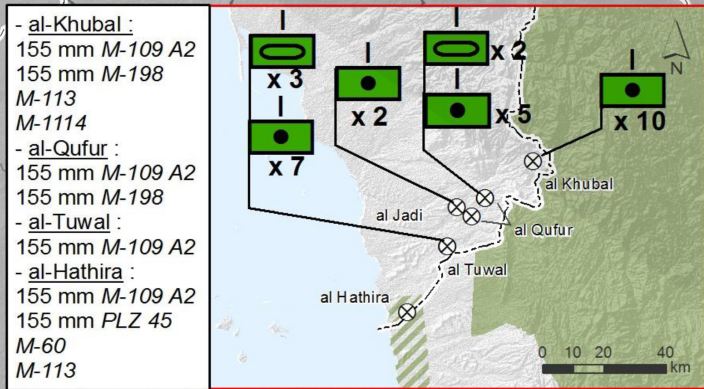 - al-Khubal :
155 mm M-109 A2
155 mm M-198
M-113
M-1114
- al-Qufur :
155 mm M-109 A2
155 mm M-198
- al-Tuwal :
155 mm M-109 A2
- al-Hathira :
155 mm M-109 A2
155 mm PLZ 45
M-60
M-113
I
x 3
I
x 7
I
x 2
I
x 2
I
x 5
I
x 10
N
al Khubal
al Jadi
al Qufur
al Tuwal
al Hathira
0 10 20 40
km